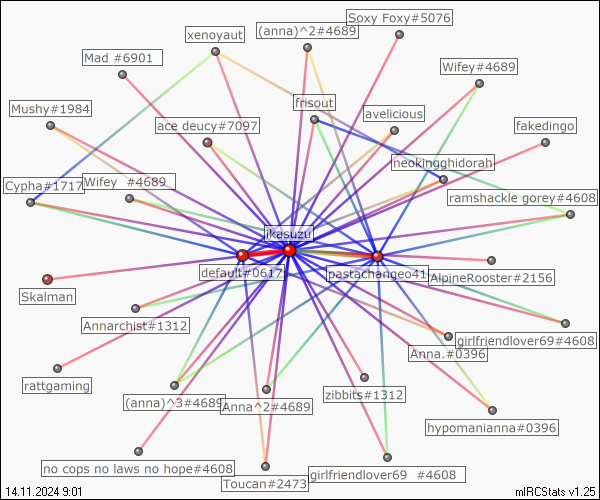 Soxy Foxy#5076
(anna)^2#4689
xenoyaut
Mad #6901
Wifey#4689
frisout
Mushy#1984
avelicious
ace deucy#7097
fakedingo
neokingghidorah
Cypha#1717
Wifey  #4689
ramshackle gorey#4608
ikasuzu
default#0617
pastachangeo41
AlpineRooster#2156
Skalman
Annarchist#1312
girlfriendlover69#4608
Anna.#0396
rattgaming
zibbits#1312
(anna)^3#4689
Anna^2#4689
hypomanianna#0396
no cops no laws no hope#4608
girlfriendlover69  #4608
Toucan#2473
14.11.2024 9:01
mIRCStats v1.25